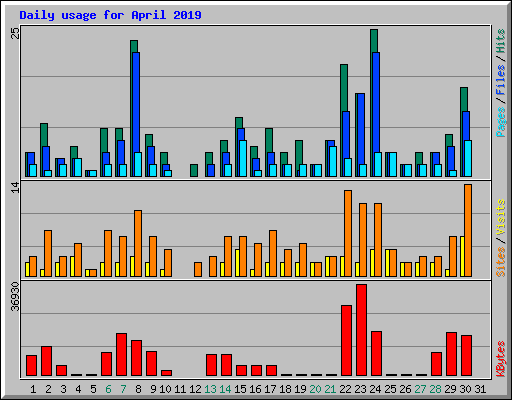 Daily usage for April 2019
25
Pages / Files / Hits
14
Sites / Visits
36930
KBytes
1 2 3 4 5 6 7 8 9 10 11 12 13 14 15 16 17 18 19 20 21 22 23 24 25 26 27 28 29 30 31